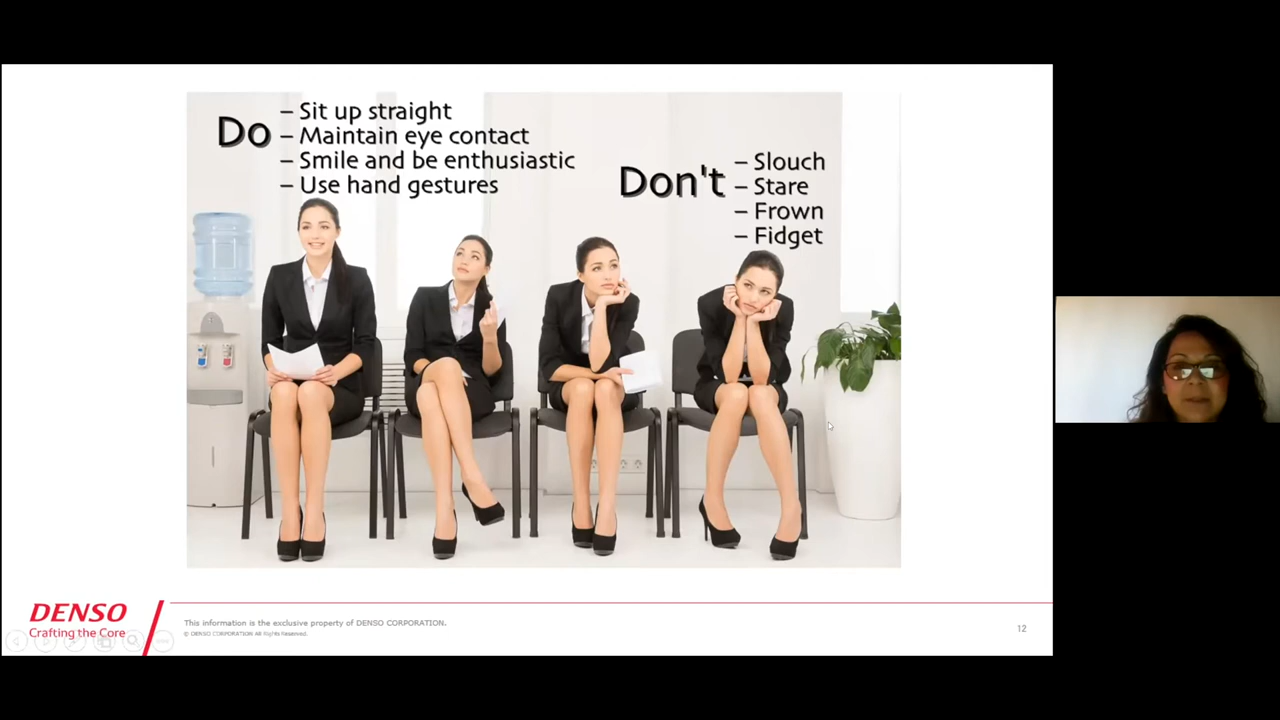 Do
– Sit up straight
– Maintain eye contact
– Smile and be enthusiastic
– Use hand gestures
Don't
– Slouch
– Stare
– Frown
– Fidget
DENSO
Crafting the Core
This information is the exclusive property of DENSO CORPORATION.
© DENSO CORPORATION All Rights Reserved.
12